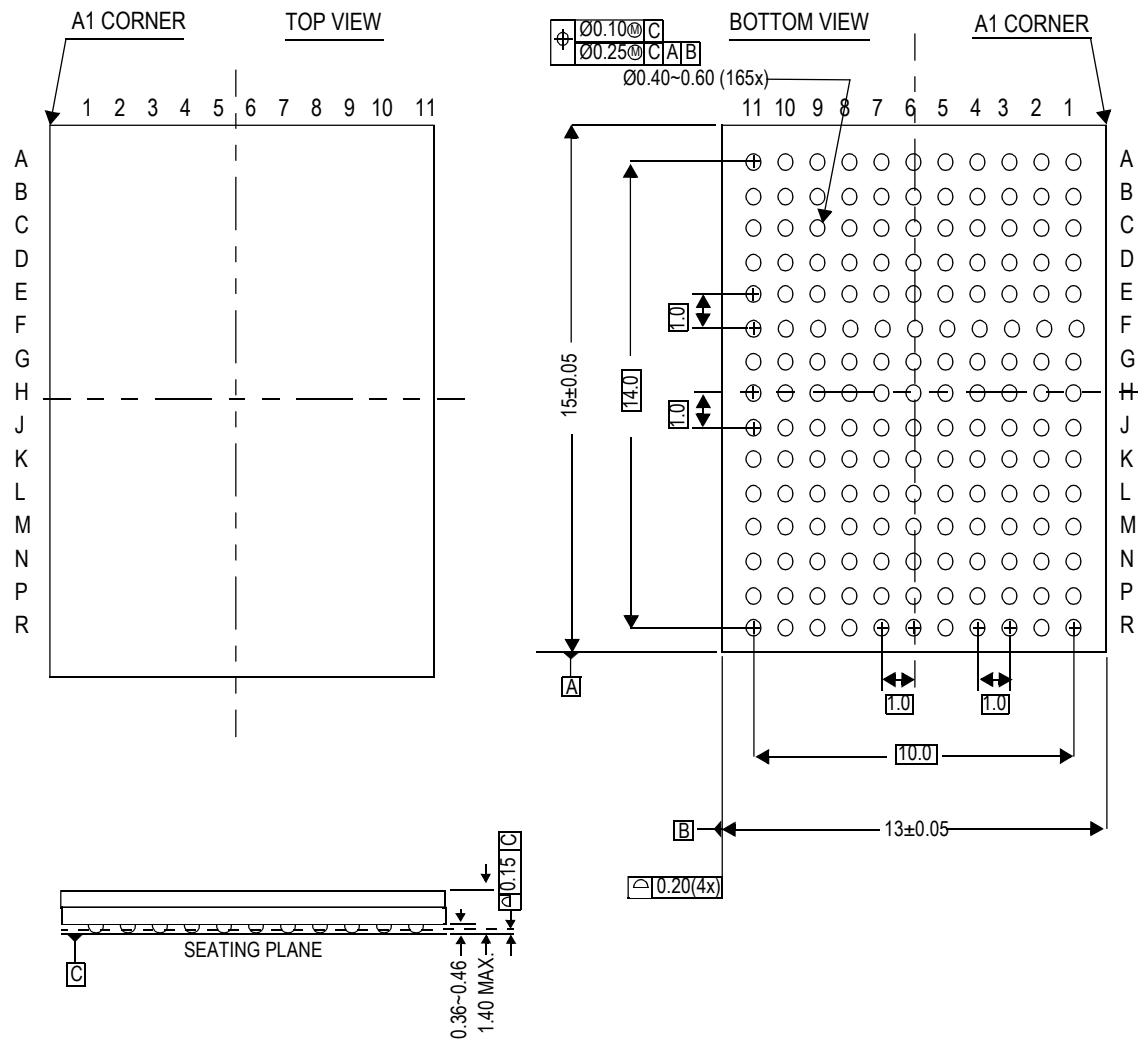 A1 CORNER
TOP VIEW
1 2 3 4 5 6 7 8 9 10 11
A
B
C
D
E
F
G
H
J
K
L
M
N
P
R
Ø0.10Ⓜ C
Ø0.25Ⓜ C A B
BOTTOM VIEW
A1 CORNER
Ø0.40~0.60 (165x)
11 10 9 8 7 6 5 4 3 2 1
A
B
C
D
E
F
G
H
J
K
L
M
N
P
R
1.0
15±0.05
14.0
1.0
A
1.0
1.0
10.0
B
13±0.05
0.20(4x)
0.15 C
SEATING PLANE
C
0.36~0.46
1.40 MAX.